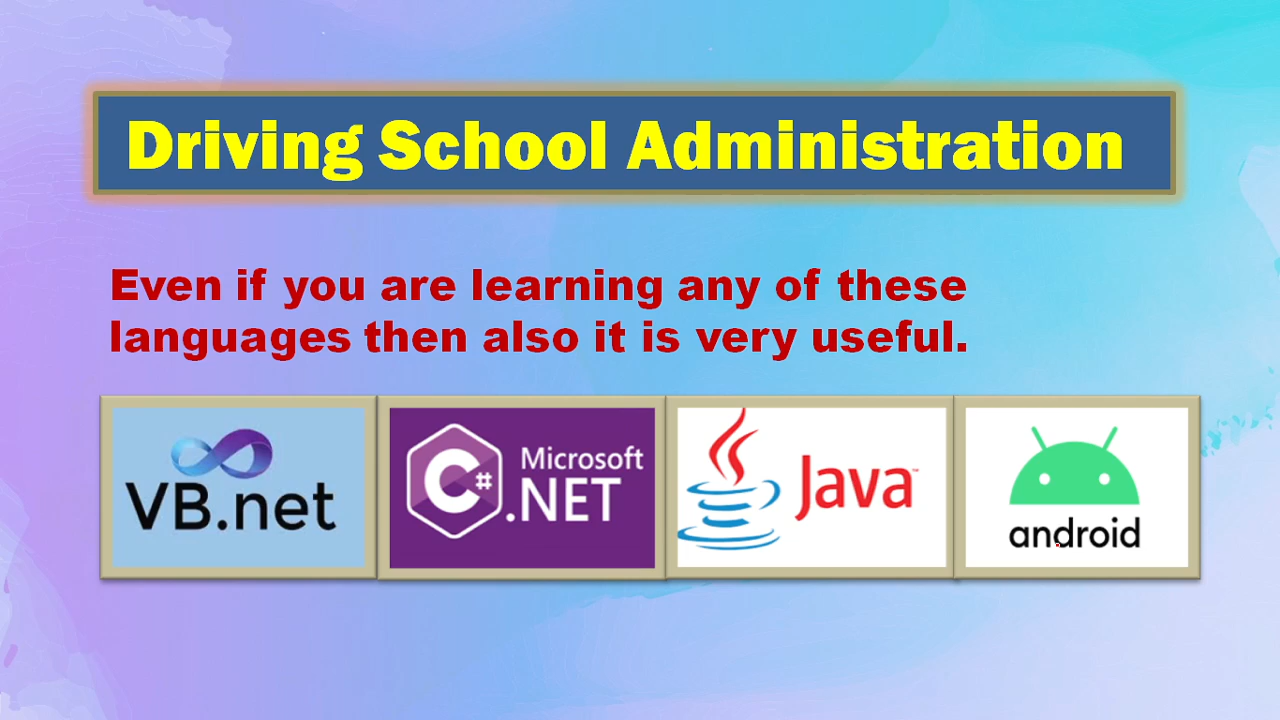 Driving School Administration
Even if you are learning any of these
languages then also it is very useful.
VB.net
C# Microsoft .NET
Java™
android